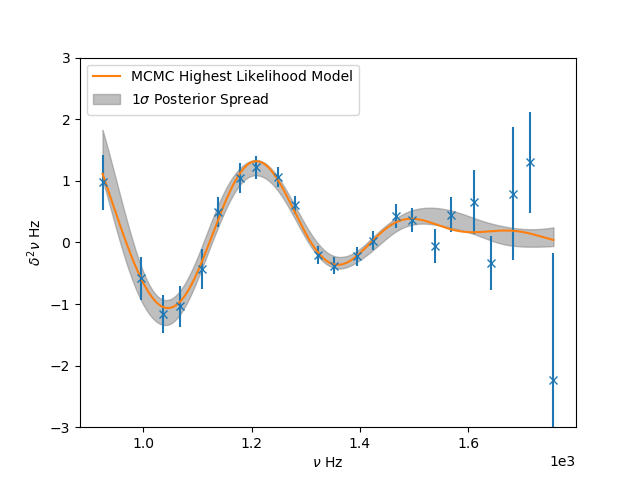 MCMC Highest Likelihood Model
1σ Posterior Spread
δ²ν Hz
3
2
1
0
−1
−2
−3
1.0
1.2
1.4
1.6
1e3
ν Hz